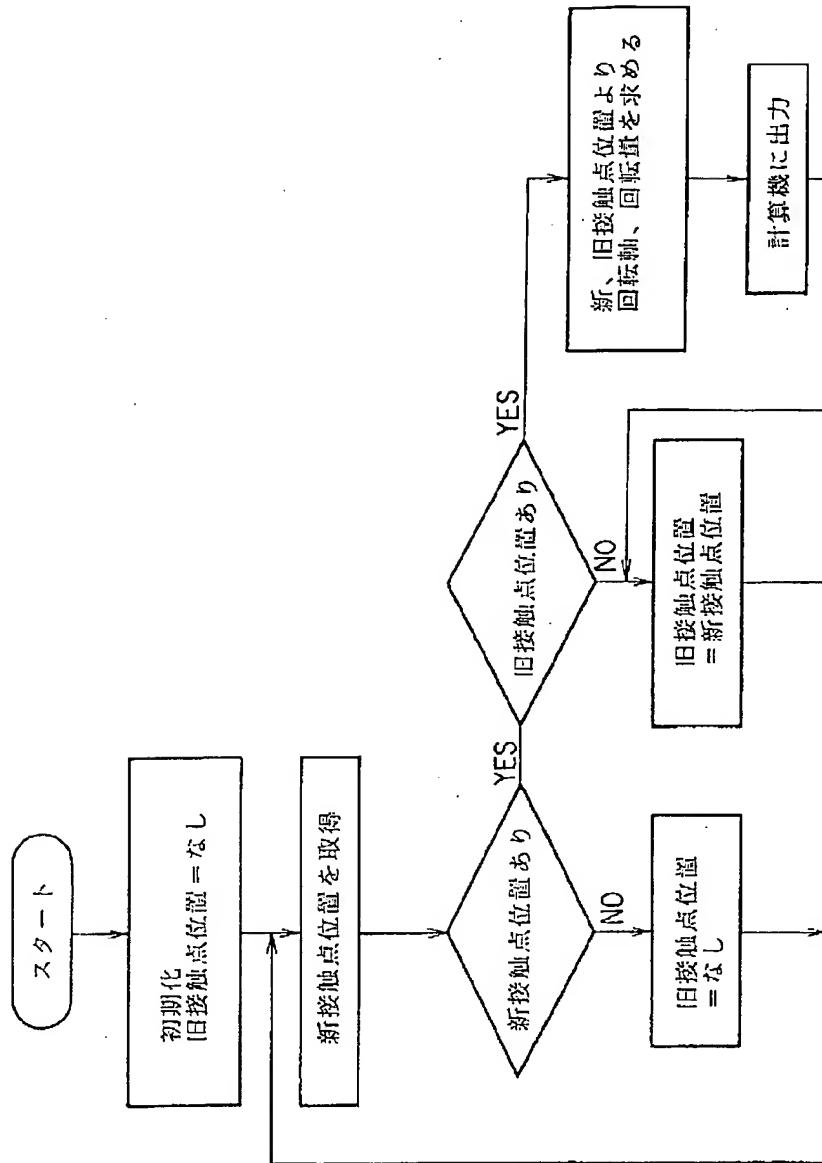 スタート
初期化
旧接触点位置=なし
新接触点位置を取得
新接触点位置あり
YES
NO
旧接触点位置
=なし
旧接触点位置あり
YES
NO
旧接触点位置
=新接触点位置
新、旧接触点位置より
回転軸、回転量を求める
計算機に出力